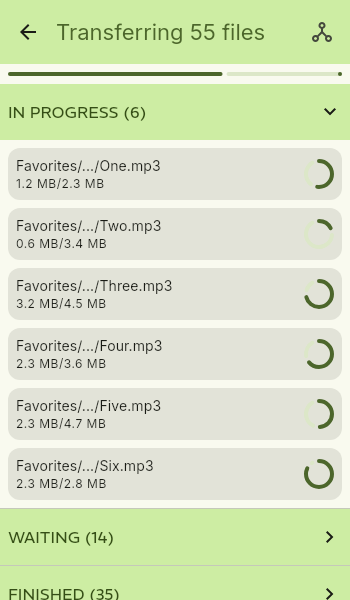 Transferring 55 files
IN PROGRESS (6)
Favorites/.../One.mp3
1.2 MB/2.3 MB
Favorites/.../Two.mp3
0.6 MB/3.4 MB
Favorites/.../Three.mp3
3.2 MB/4.5 MB
Favorites/.../Four.mp3
2.3 MB/3.6 MB
Favorites/.../Five.mp3
2.3 MB/4.7 MB
Favorites/.../Six.mp3
2.3 MB/2.8 MB
WAITING (14)
FINISHED (35)